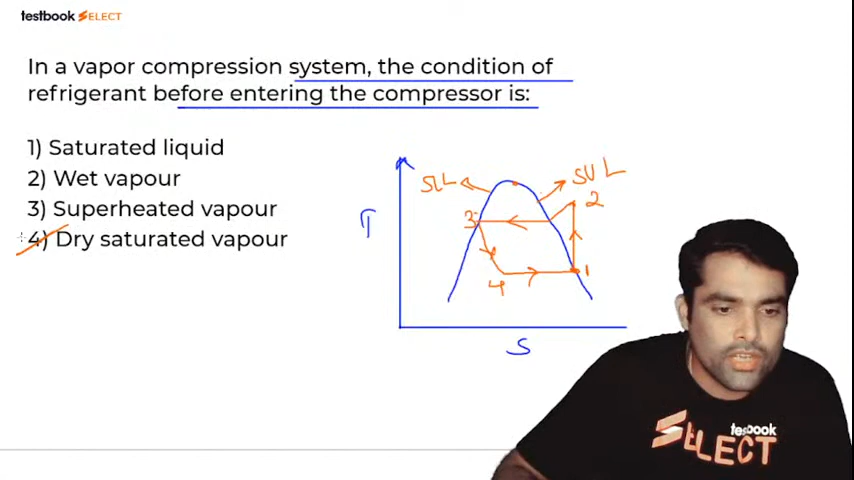 testbook SELECT
In a vapor compression system, the condition of
refrigerant before entering the compressor is:
1) Saturated liquid
2) Wet vapour
3) Superheated vapour
4) Dry saturated vapour
SLL
SVL
2
3
T
1
4
S
testbook
SELECT